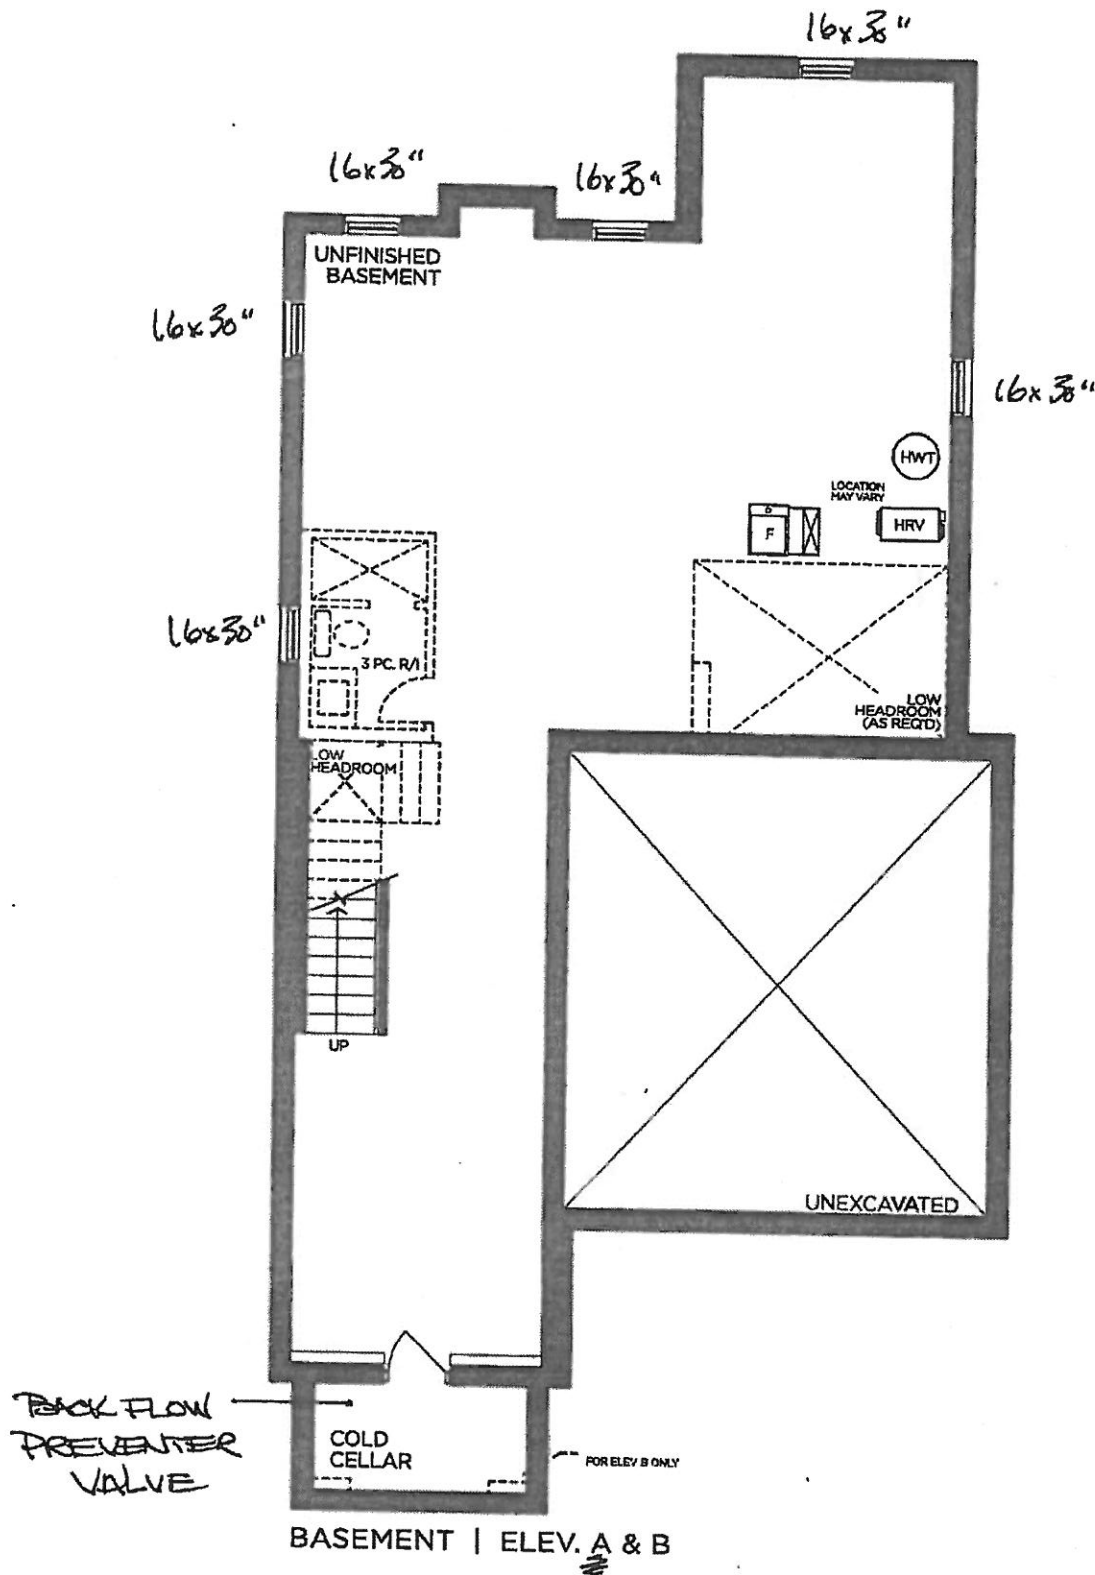 16x30"
16x30"
16x30"
UNFINISHED
BASEMENT
16x30"
16x30"
HWT
LOCATION
MAY VARY
F
HRV
16x30"
3 PC. R/I
LOW
HEADROOM
(AS REQ'D)
LOW
HEADROOM
UP
UNEXCAVATED
BACK FLOW
PREVENTER
VALVE
COLD
CELLAR
FOR ELEV B ONLY
BASEMENT | ELEV. A & B